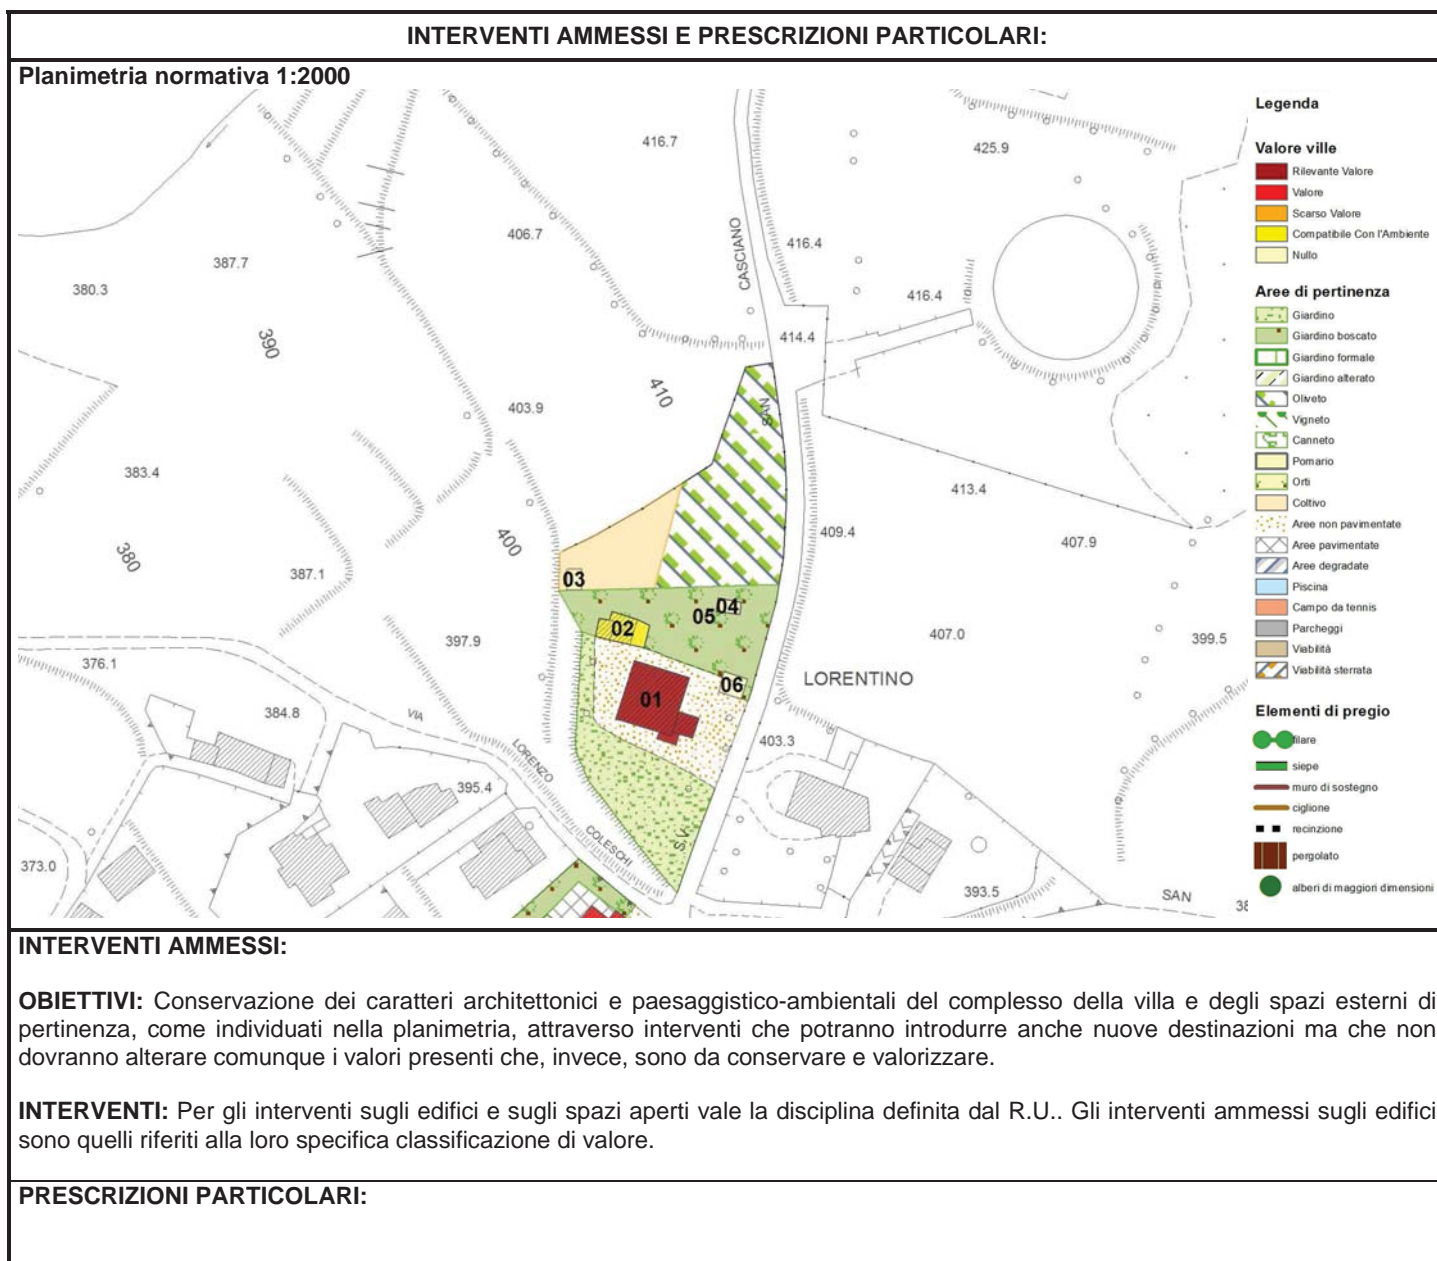 INTERVENTI AMMESSI E PRESCRIZIONI PARTICOLARI:
Planimetria normativa 1:2000
Legenda
Valore ville
Rilevante Valore
Valore
Scarso Valore
Compatibile Con l'Ambiente
Nullo
Aree di pertinenza
Giardino
Giardino boscato
Giardino formale
Giardino alterato
Oliveto
Vigneto
Canneto
Pomario
Orti
Coltivo
Aree non pavimentate
Aree pavimentate
Aree degradate
Piscina
Campo da tennis
Parcheggi
Viabilità
Viabilità sterrata
Elementi di pregio
filare
siepe
muro di sostegno
ciglione
recinzione
pergolato
alberi di maggiori dimensioni
416.7
425.9
406.7
CASCIANO
416.4
387.7
380.3
416.4
414.4
390
410
403.9
SAN
383.4
413.4
409.4
407.9
400
380
387.1
03
04
05
02
407.0
399.5
397.9
376.1
06
LORENTINO
01
384.8
VIA
403.3
LORENZO
395.4
COLESCHI
S.V.
373.0
393.5
SAN
38
INTERVENTI AMMESSI:
OBIETTIVI: Conservazione dei caratteri architettonici e paesaggistico-ambientali del complesso della villa e degli spazi esterni di
pertinenza, come individuati nella planimetria, attraverso interventi che potranno introdurre anche nuove destinazioni ma che non
dovranno alterare comunque i valori presenti che, invece, sono da conservare e valorizzare.
INTERVENTI: Per gli interventi sugli edifici e sugli spazi aperti vale la disciplina definita dal R.U.. Gli interventi ammessi sugli edifici
sono quelli riferiti alla loro specifica classificazione di valore.
PRESCRIZIONI PARTICOLARI: